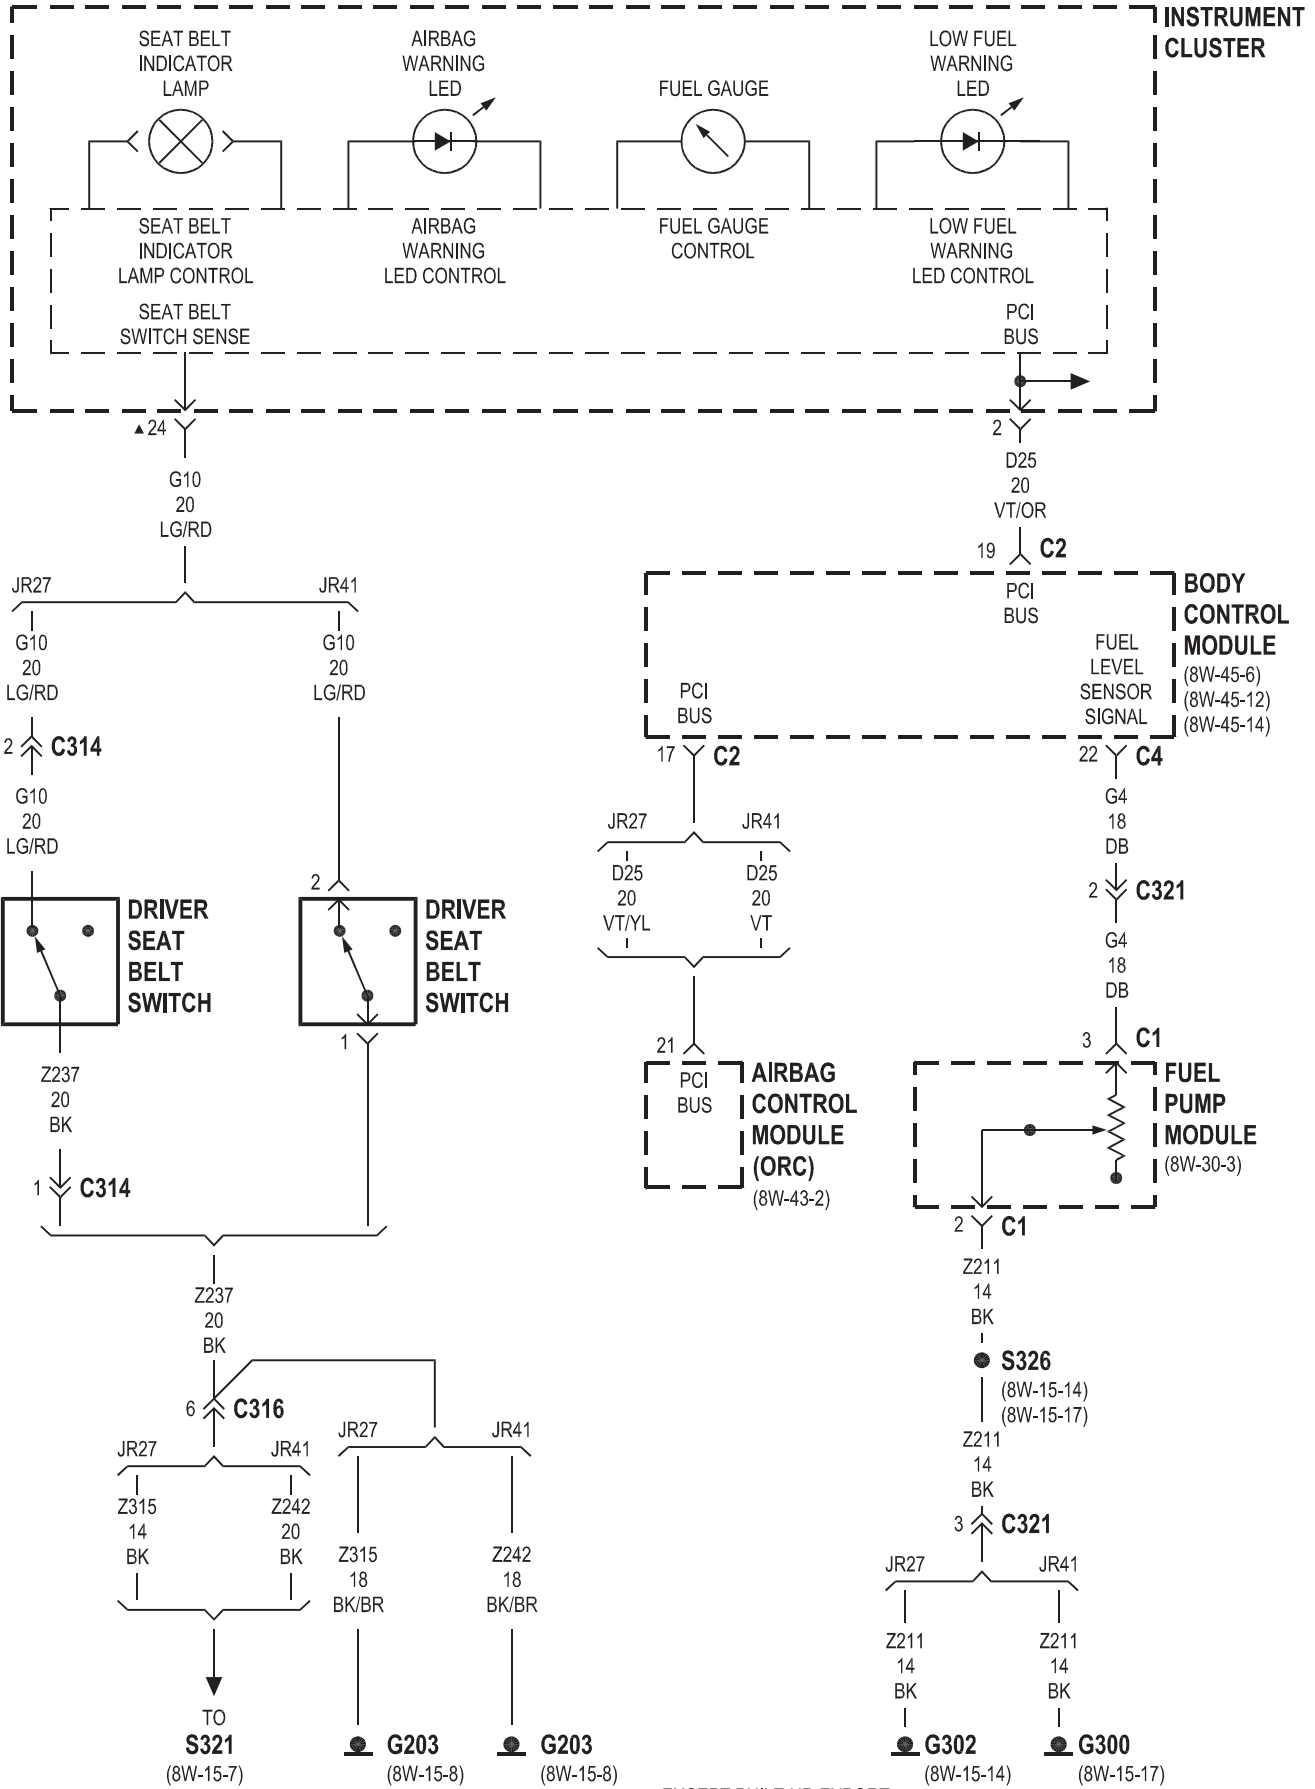 INSTRUMENT
CLUSTER
SEAT BELT
INDICATOR
LAMP
AIRBAG
WARNING
LED
FUEL GAUGE
LOW FUEL
WARNING
LED
SEAT BELT
INDICATOR
LAMP CONTROL
AIRBAG
WARNING
LED CONTROL
FUEL GAUGE
CONTROL
LOW FUEL
WARNING
LED CONTROL
SEAT BELT
SWITCH SENSE
PCI
BUS
▲24
2
G10
20
LG/RD
D25
20
VT/OR
19 C2
JR27
JR41
G10
20
LG/RD
G10
20
LG/RD
2 C314
G10
20
LG/RD
PCI
BUS
BODY
CONTROL
MODULE
(8W-45-6)
(8W-45-12)
(8W-45-14)
FUEL
LEVEL
SENSOR
SIGNAL
PCI
BUS
17 C2
22 C4
G4
18
DB
JR27
JR41
D25
20
VT/YL
D25
20
VT
2 C321
G4
18
DB
2
DRIVER
SEAT
BELT
SWITCH
DRIVER
SEAT
BELT
SWITCH
1
21
3 C1
PCI
BUS
AIRBAG
CONTROL
MODULE
(ORC)
(8W-43-2)
FUEL
PUMP
MODULE
(8W-30-3)
Z237
20
BK
1 C314
2 C1
Z211
14
BK
Z237
20
BK
S326
(8W-15-14)
(8W-15-17)
Z211
14
BK
6 C316
JR27
JR41
JR27
JR41
Z315
14
BK
Z242
20
BK
Z315
18
BK/BR
Z242
18
BK/BR
3 C321
JR27
JR41
Z211
14
BK
Z211
14
BK
TO
S321
(8W-15-7)
G203
(8W-15-8)
G203
(8W-15-8)
G302
(8W-15-14)
G300
(8W-15-17)